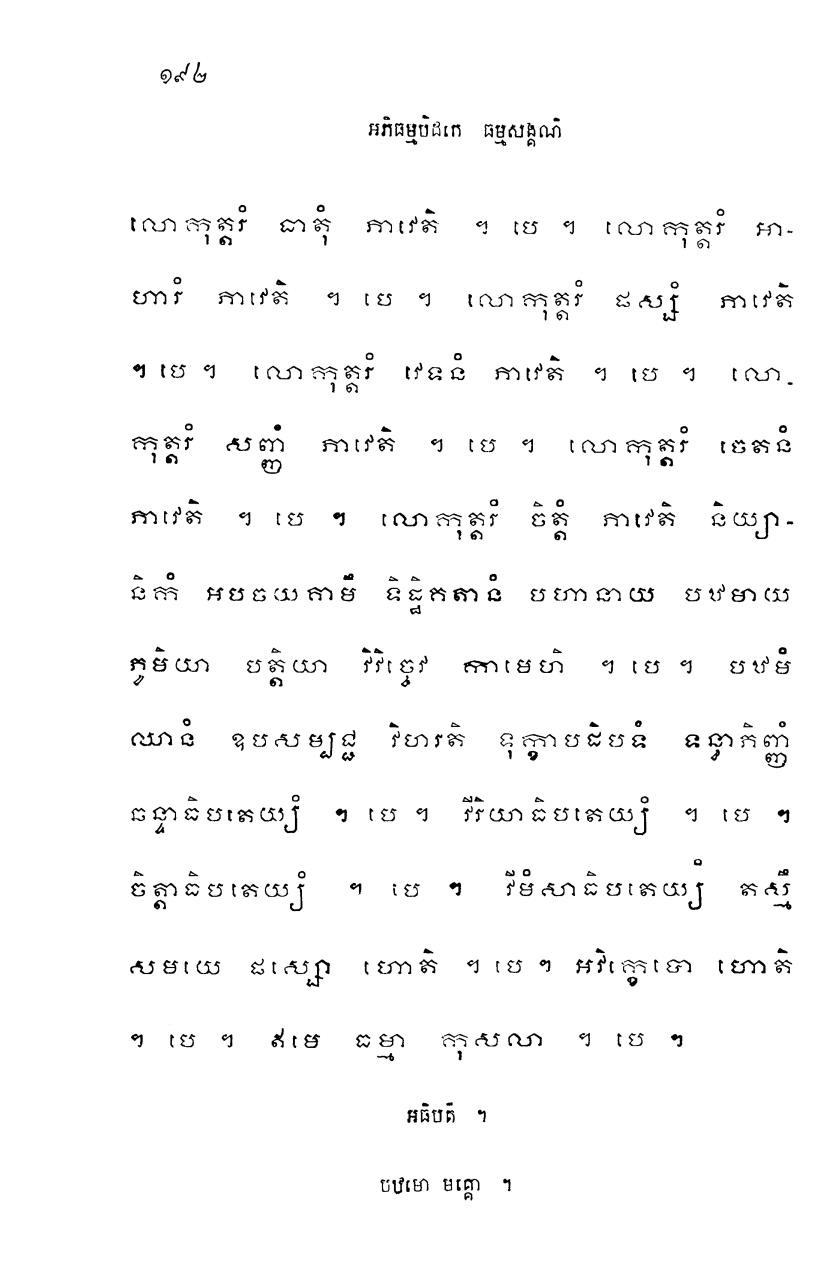 ១៩២
អភិធម្មបិដកេ ធម្មសង្គណិ
លោកុត្តរំ ធាតុំ ភាវេតិ ។ បេ ។ លោកុត្តរំ អា-
ហារំ ភាវេតិ ។ បេ ។ លោកុត្តរំ ផស្សំ ភាវេតិ
។ បេ ។ លោកុត្តរំ វេទនំ ភាវេតិ ។ បេ ។ លោ-
កុត្តរំ សញ្ញំ ភាវេតិ ។ បេ ។ លោកុត្តរំ ចេតនំ
ភាវេតិ ។ បេ ។ លោកុត្តរំ ចិត្តំ ភាវេតិ និយ្យា-
និកំ អបចយគាមឹ ទិដ្ឋិគតានំ បហានាយ បឋមាយ
ភូមិយា បត្តិយា វិវិច្ចេវ កាមេហិ ។ បេ ។ បឋមំ
ឈានំ ឧបសម្បជ្ជ វិហរតិ ទុក្ខាបដិបទំ ទន្ធាភិញ្ញំ
ឆន្ទាធិបតេយ្យំ ។ បេ ។ វីរិយាធិបតេយ្យំ ។ បេ ។
ចិត្តាធិបតេយ្យំ ។ បេ ។ វីមំសាធិបតេយ្យំ តស្មឹ
សមយេ ផស្សោ ហោតិ ។ បេ ។ អវិក្ខេបោ ហោតិ
។ បេ ។ ឥមេ ធម្មា កុសលា ។ បេ ។
អធិបតី ។
បឋមោ មគ្គោ ។